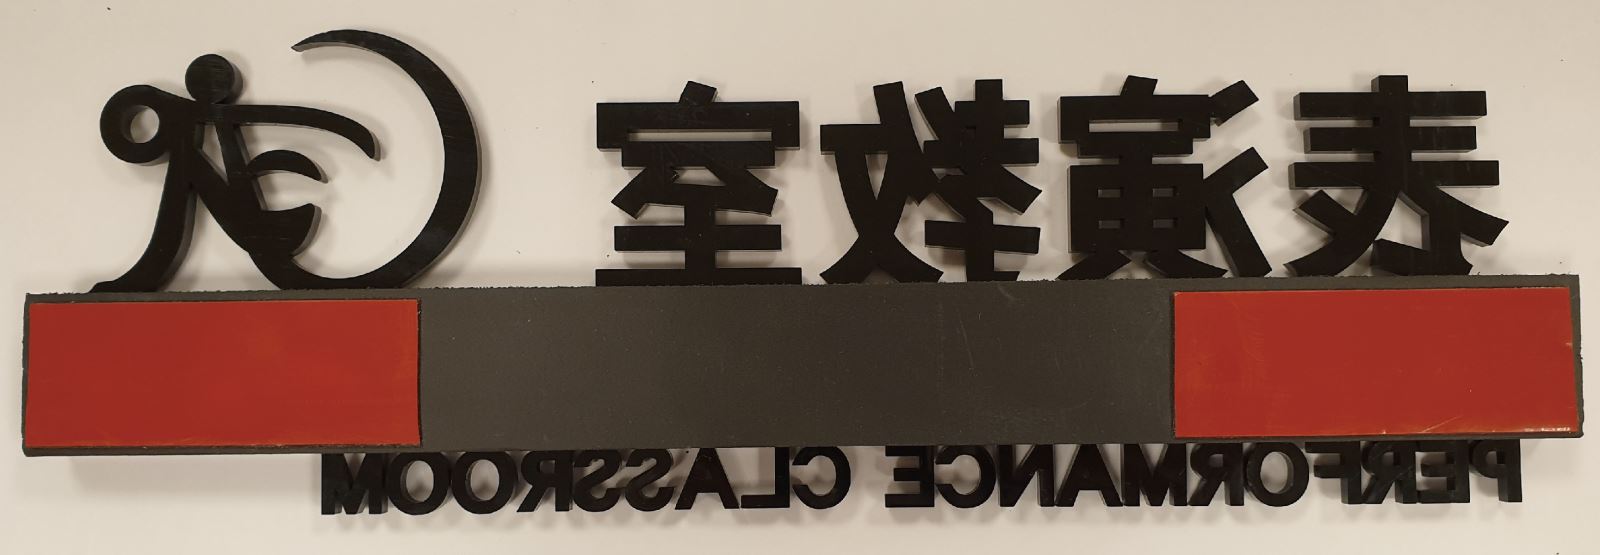 表演教室
PERFORMANCE CLASSROOM